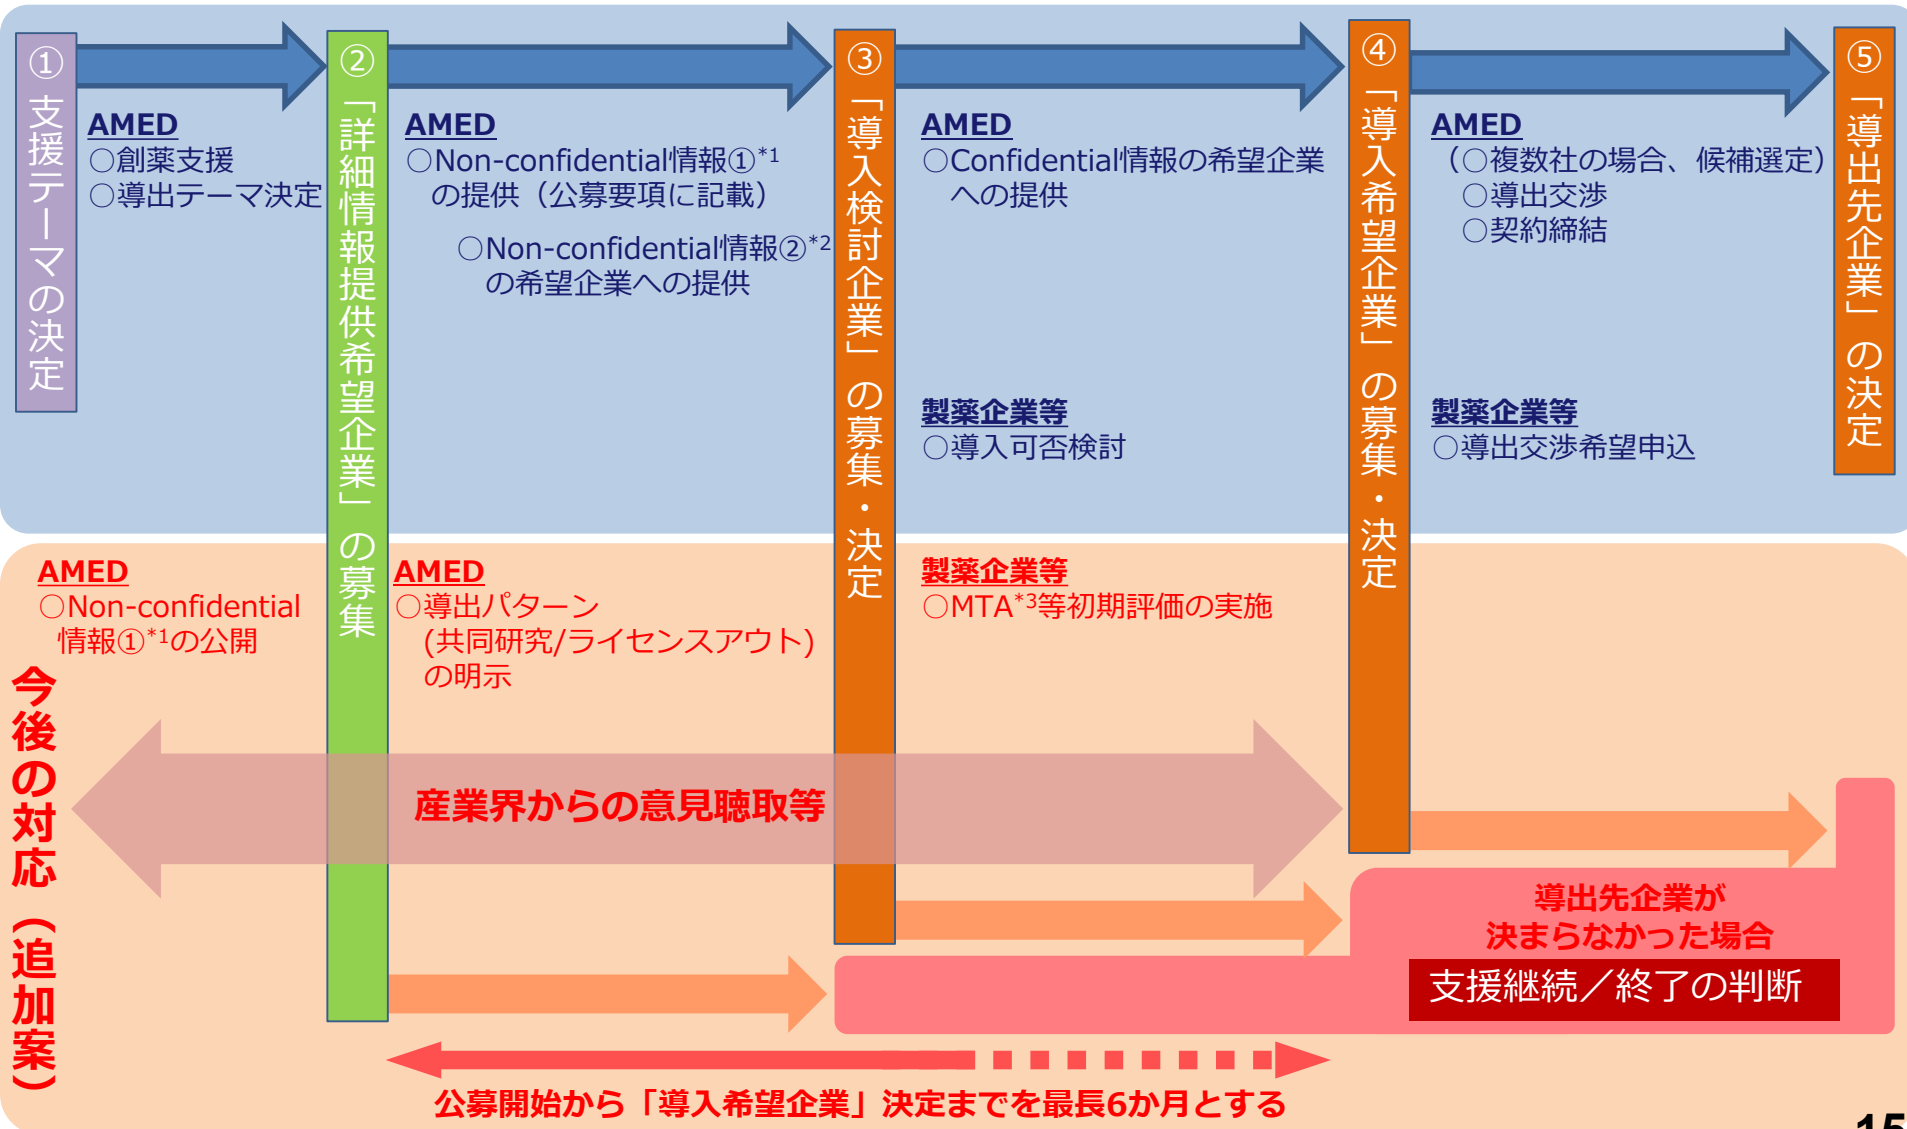 ① 支援テーマの決定
AMED
○創薬支援
○導出テーマ決定
② 「詳細情報提供希望企業」の募集
AMED
○Non-confidential情報①*1
の提供（公募要項に記載）
○Non-confidential情報②*2
の希望企業への提供
③ 「導入検討企業」の募集・決定
AMED
○Confidential情報の希望企業
への提供
製薬企業等
○導入可否検討
④ 「導入希望企業」の募集・決定
AMED
（○複数社の場合、候補選定）
○導出交渉
○契約締結
製薬企業等
○導出交渉希望申込
⑤ 「導出先企業」の決定
今後の対応（追加案）
AMED
○Non-confidential
情報①*1の公開
AMED
○導出パターン
(共同研究/ライセンスアウト)
の明示
製薬企業等
○MTA*3等初期評価の実施
産業界からの意見聴取等
導出先企業が
決まらなかった場合
支援継続／終了の判断
公募開始から「導入希望企業」決定までを最長6か月とする
15